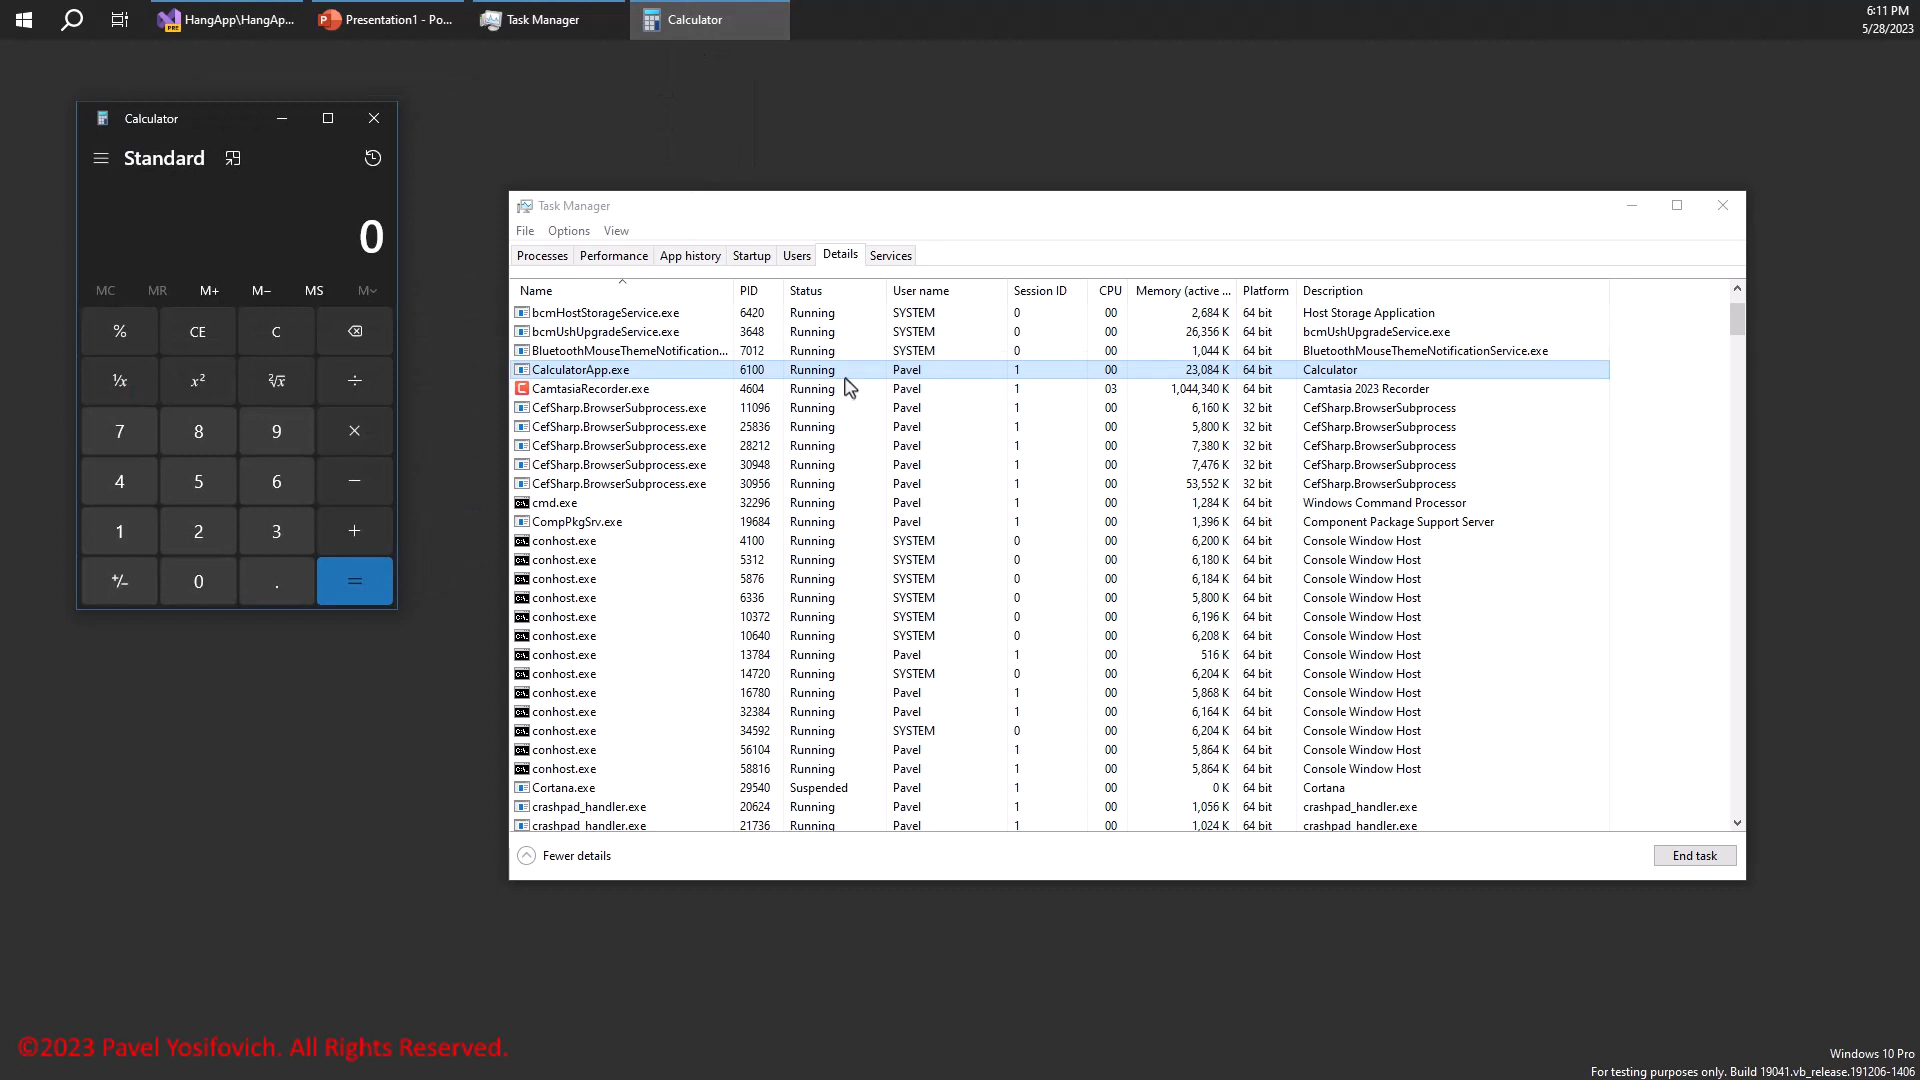 HangApp\HangAp...
Presentation1 - Po...
Task Manager
Calculator
6:11 PM
5/28/2023
Calculator
Standard
0
MC MR M+ M− MS M
% CE C
⅟x x² ²√x ÷
7 8 9 ×
4 5 6 −
1 2 3 +
+/− 0 . =
Task Manager
File Options View
Processes Performance App history Startup Users Details Services
Name PID Status User name Session ID CPU Memory (active ... Platform Description
bcmHostStorageService.exe 6420 Running SYSTEM 0 00 2,684 K 64 bit Host Storage Application
bcmUshUpgradeService.exe 3648 Running SYSTEM 0 00 26,356 K 64 bit bcmUshUpgradeService.exe
BluetoothMouseThemeNotification... 7012 Running SYSTEM 0 00 1,044 K 64 bit BluetoothMouseThemeNotificationService.exe
CalculatorApp.exe 6100 Running Pavel 1 00 23,084 K 64 bit Calculator
CamtasiaRecorder.exe 4604 Running Pavel 1 03 1,044,340 K 64 bit Camtasia 2023 Recorder
CefSharp.BrowserSubprocess.exe 11096 Running Pavel 1 00 6,160 K 32 bit CefSharp.BrowserSubprocess
CefSharp.BrowserSubprocess.exe 25836 Running Pavel 1 00 5,800 K 32 bit CefSharp.BrowserSubprocess
CefSharp.BrowserSubprocess.exe 28212 Running Pavel 1 00 7,380 K 32 bit CefSharp.BrowserSubprocess
CefSharp.BrowserSubprocess.exe 30948 Running Pavel 1 00 7,476 K 32 bit CefSharp.BrowserSubprocess
CefSharp.BrowserSubprocess.exe 30956 Running Pavel 1 00 53,552 K 32 bit CefSharp.BrowserSubprocess
cmd.exe 32296 Running Pavel 1 00 1,284 K 64 bit Windows Command Processor
CompPkgSrv.exe 19684 Running Pavel 1 00 1,396 K 64 bit Component Package Support Server
conhost.exe 4100 Running SYSTEM 0 00 6,200 K 64 bit Console Window Host
conhost.exe 5312 Running SYSTEM 0 00 6,180 K 64 bit Console Window Host
conhost.exe 5876 Running SYSTEM 0 00 6,184 K 64 bit Console Window Host
conhost.exe 6336 Running SYSTEM 0 00 5,800 K 64 bit Console Window Host
conhost.exe 10372 Running SYSTEM 0 00 6,196 K 64 bit Console Window Host
conhost.exe 10640 Running SYSTEM 0 00 6,208 K 64 bit Console Window Host
conhost.exe 13784 Running Pavel 1 00 516 K 64 bit Console Window Host
conhost.exe 14720 Running SYSTEM 0 00 6,204 K 64 bit Console Window Host
conhost.exe 16780 Running Pavel 1 00 5,868 K 64 bit Console Window Host
conhost.exe 32384 Running Pavel 1 00 6,164 K 64 bit Console Window Host
conhost.exe 34592 Running SYSTEM 0 00 6,204 K 64 bit Console Window Host
conhost.exe 56104 Running Pavel 1 00 5,864 K 64 bit Console Window Host
conhost.exe 58816 Running Pavel 1 00 5,864 K 64 bit Console Window Host
Cortana.exe 29540 Suspended Pavel 1 00 0 K 64 bit Cortana
crashpad_handler.exe 20624 Running Pavel 1 00 1,056 K 64 bit crashpad_handler.exe
crashpad_handler.exe 21736 Running Pavel 1 00 1,024 K 64 bit crashpad_handler.exe
Fewer details
End task
©2023 Pavel Yosifovich. All Rights Reserved.
Windows 10 Pro
For testing purposes only. Build 19041.vb_release.191206-1406